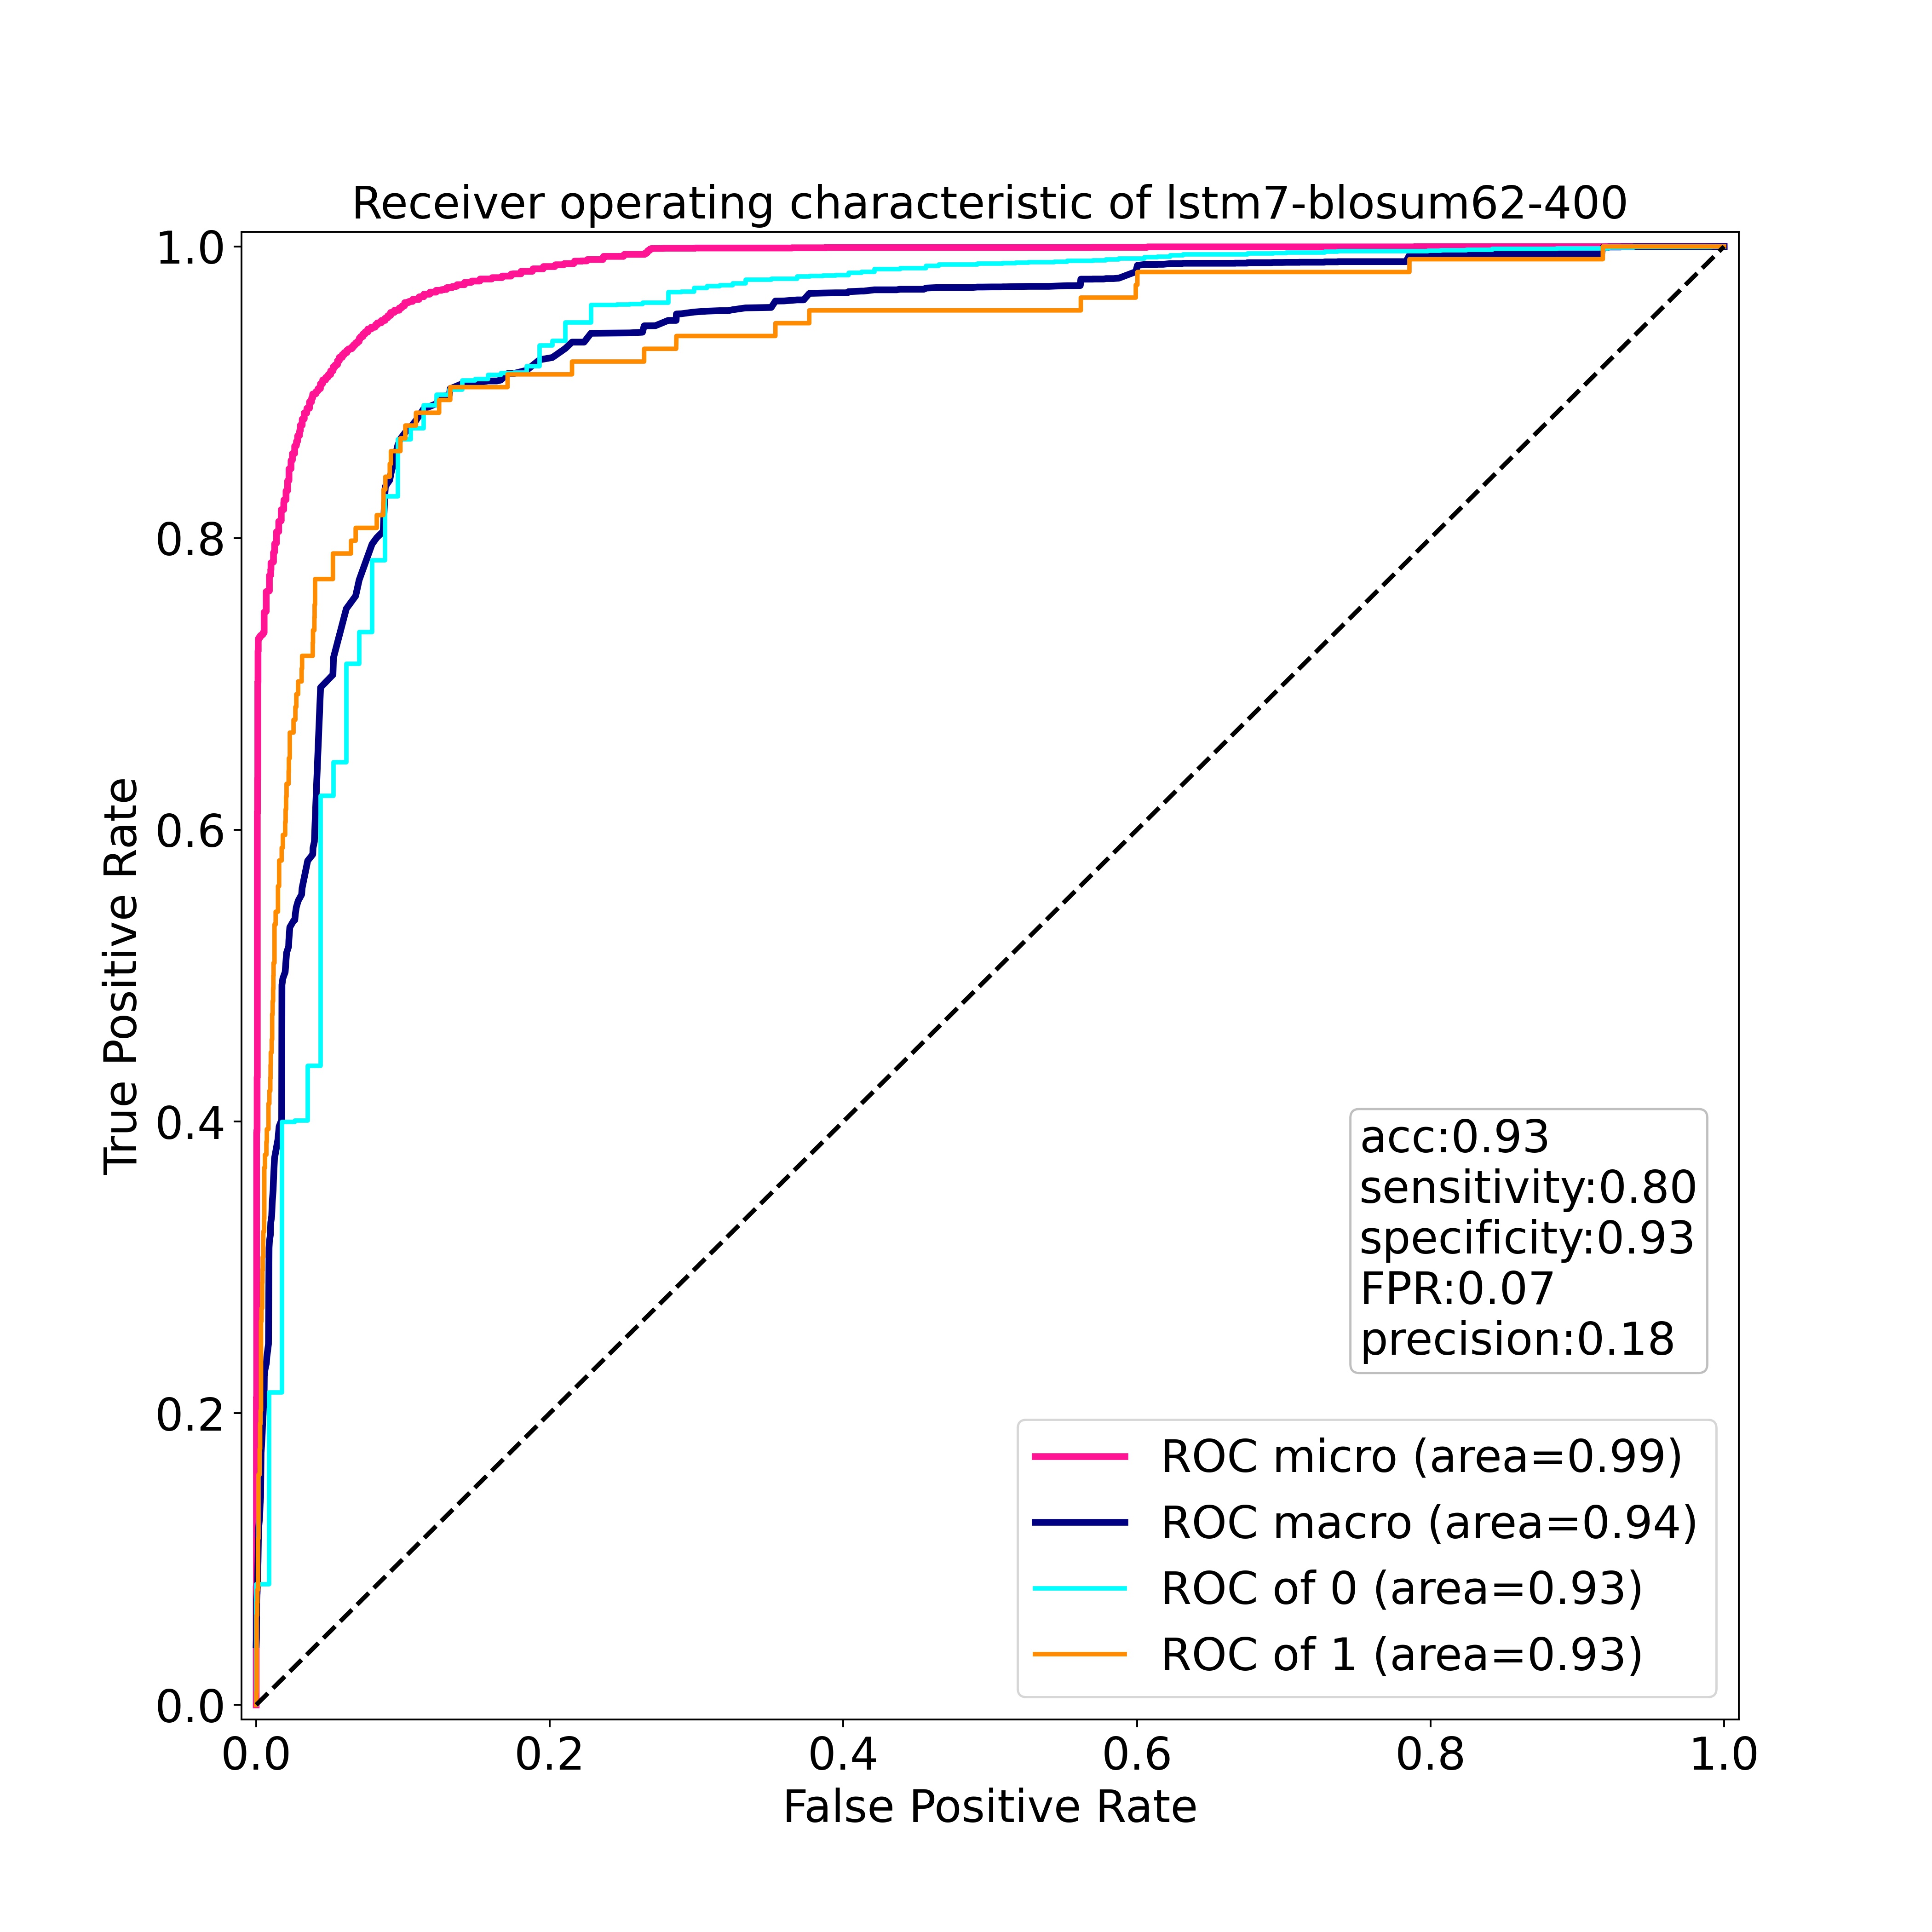 Receiver operating characteristic of lstm7-blosum62-400
1.0
0.8
0.6
0.4
0.2
0.0
True Positive Rate
acc:0.93
sensitivity:0.80
specificity:0.93
FPR:0.07
precision:0.18
ROC micro (area=0.99)
ROC macro (area=0.94)
ROC of 0 (area=0.93)
ROC of 1 (area=0.93)
0.0 0.2 0.4 0.6 0.8 1.0
False Positive Rate